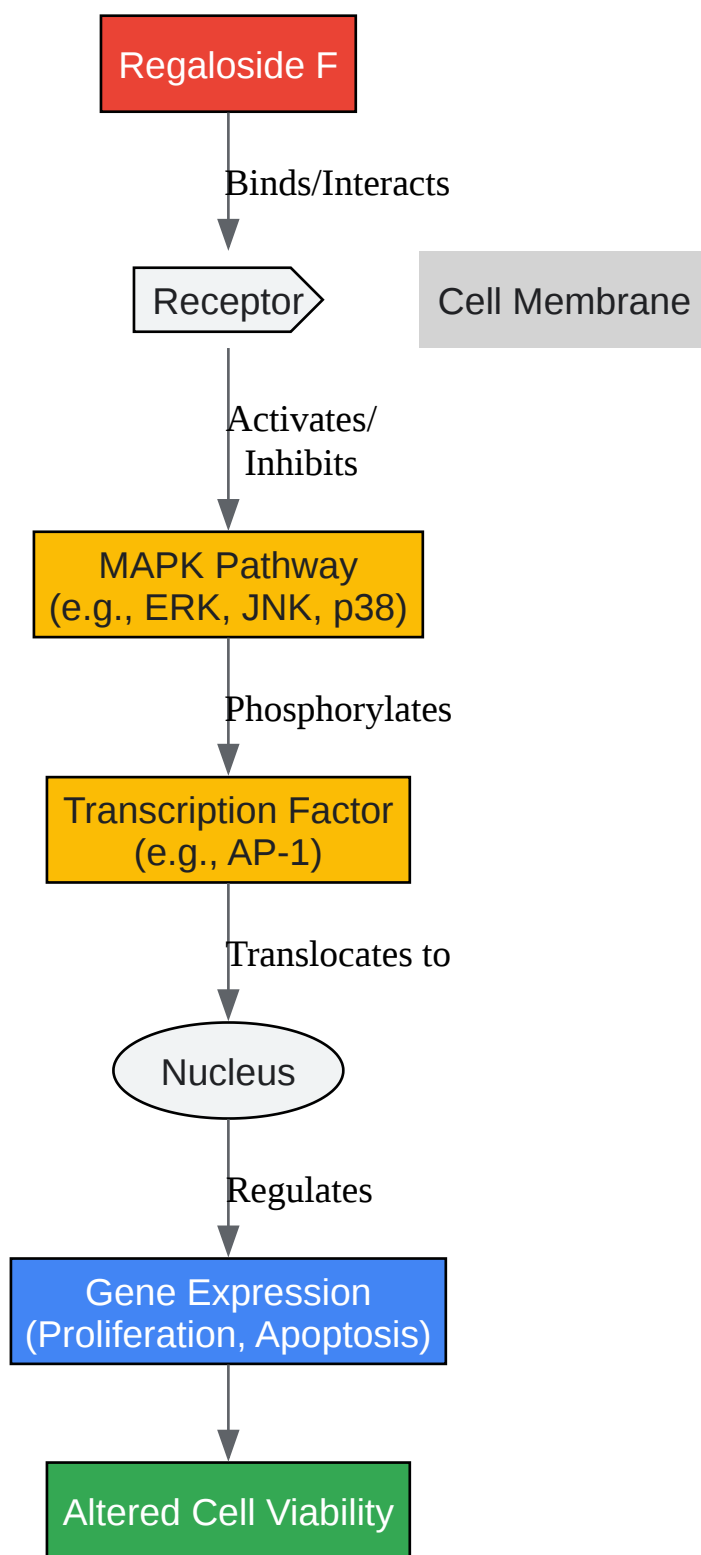 Regaloside F
Binds/Interacts
Receptor
Cell Membrane
Activates/
Inhibits
MAPK Pathway
(e.g., ERK, JNK, p38)
Phosphorylates
Transcription Factor
(e.g., AP-1)
Translocates to
Nucleus
Regulates
Gene Expression
(Proliferation, Apoptosis)
Altered Cell Viability